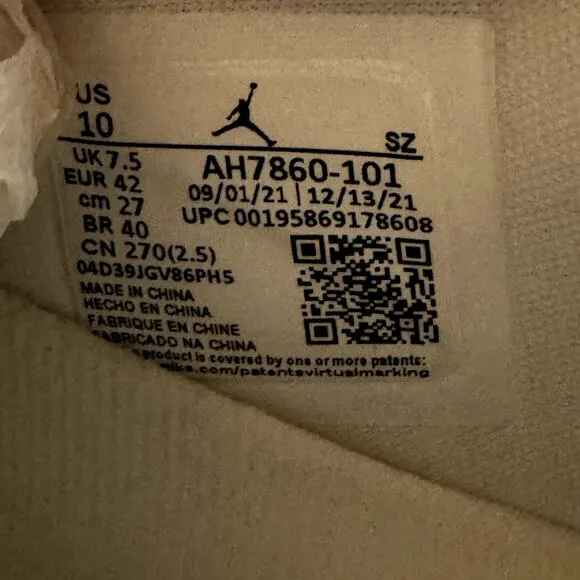 US
10
SZ
UK 7.5
EUR 42
cm 27
BR 40
CN 270(2.5)
04D39JGV86PH5
AH7860-101
09/01/21 | 12/13/21
UPC 00195869178608
MADE IN CHINA
HECHO EN CHINA
FABRIQUE EN CHINE
FABRICADO NA CHINA
product is covered by one or more patents:
nike.com/patentsvirtualmarking